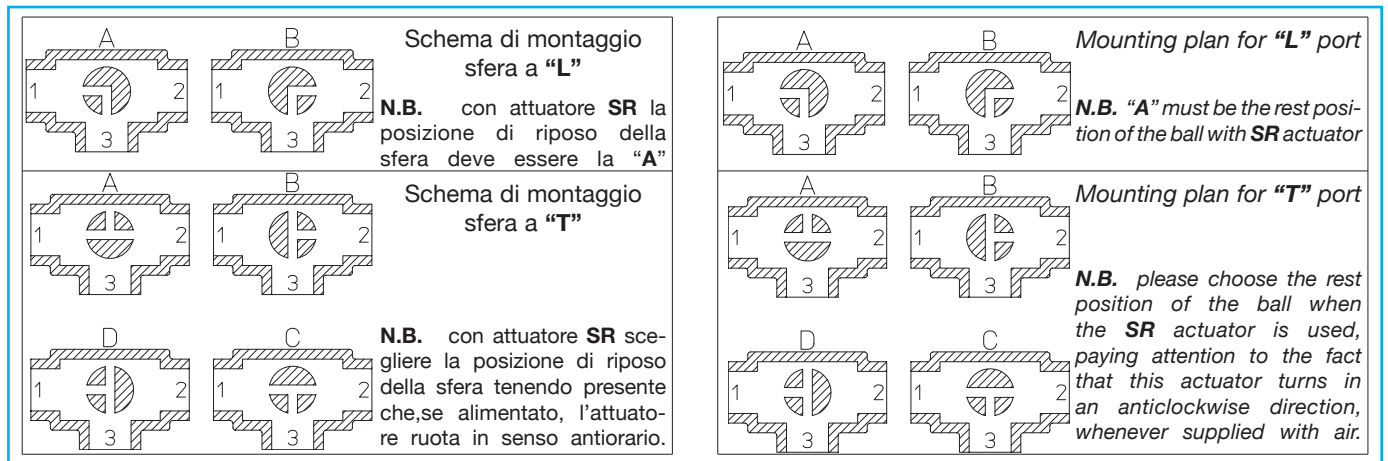 A B
1 2 1 2
3 3
Schema di montaggio
sfera a “L”
N.B. con attuatore SR la
posizione di riposo della
sfera deve essere la “A”
A B
1 2 1 2
3 3
Schema di montaggio
sfera a “T”
D C
1 2 1 2
3 3
N.B. con attuatore SR sce-
gliere la posizione di riposo
della sfera tenendo presente
che,se alimentato, l’attuato-
re ruota in senso antiorario.
A B
1 2 1 2
3 3
Mounting plan for “L” port
N.B. “A” must be the rest posi-
tion of the ball with SR actuator
A B
1 2 1 2
3 3
Mounting plan for “T” port
D C
1 2 1 2
3 3
N.B. please choose the rest
position of the ball when
the SR actuator is used,
paying attention to the fact
that this actuator turns in
an anticlockwise direction,
whenever supplied with air.